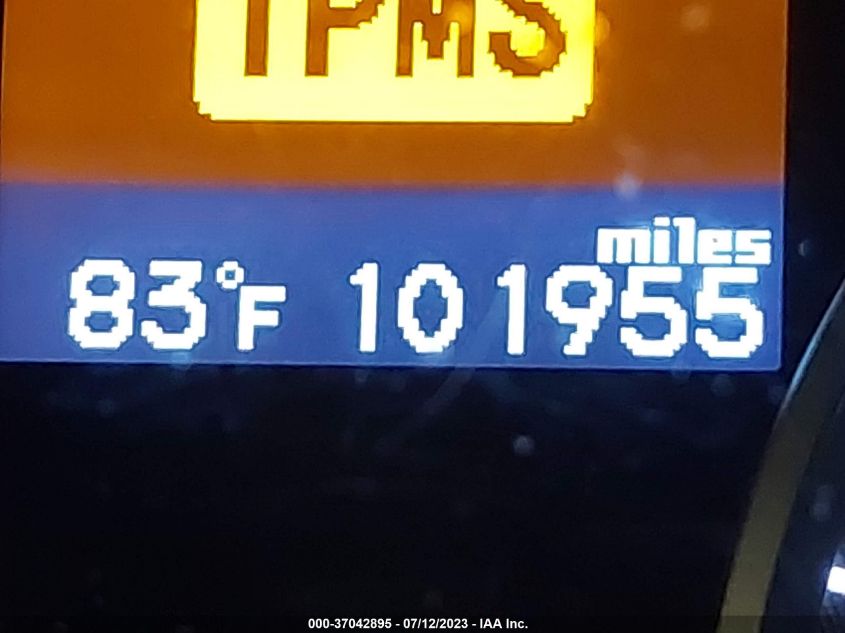 TPMS
miles
83°F 101955
000-37042895 - 07/12/2023 - IAA Inc.